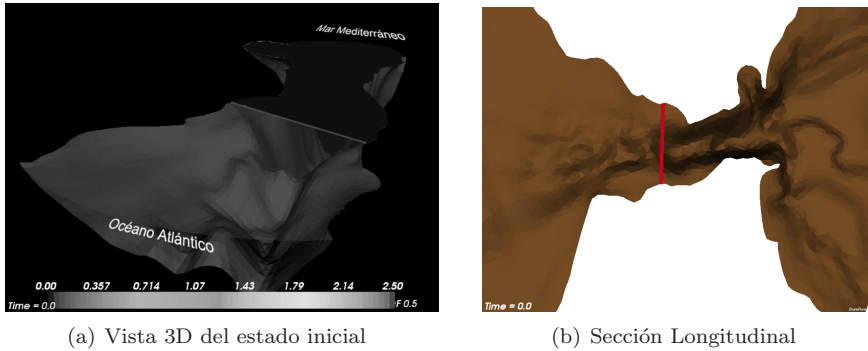 Mar Mediterráneo
Océano Atlántico
0.00 0.357 0.714 1.07 1.43 1.79 2.14 2.50
Time = 0.0
F 0.5
Time = 0.0
(a) Vista 3D del estado inicial
(b) Sección Longitudinal